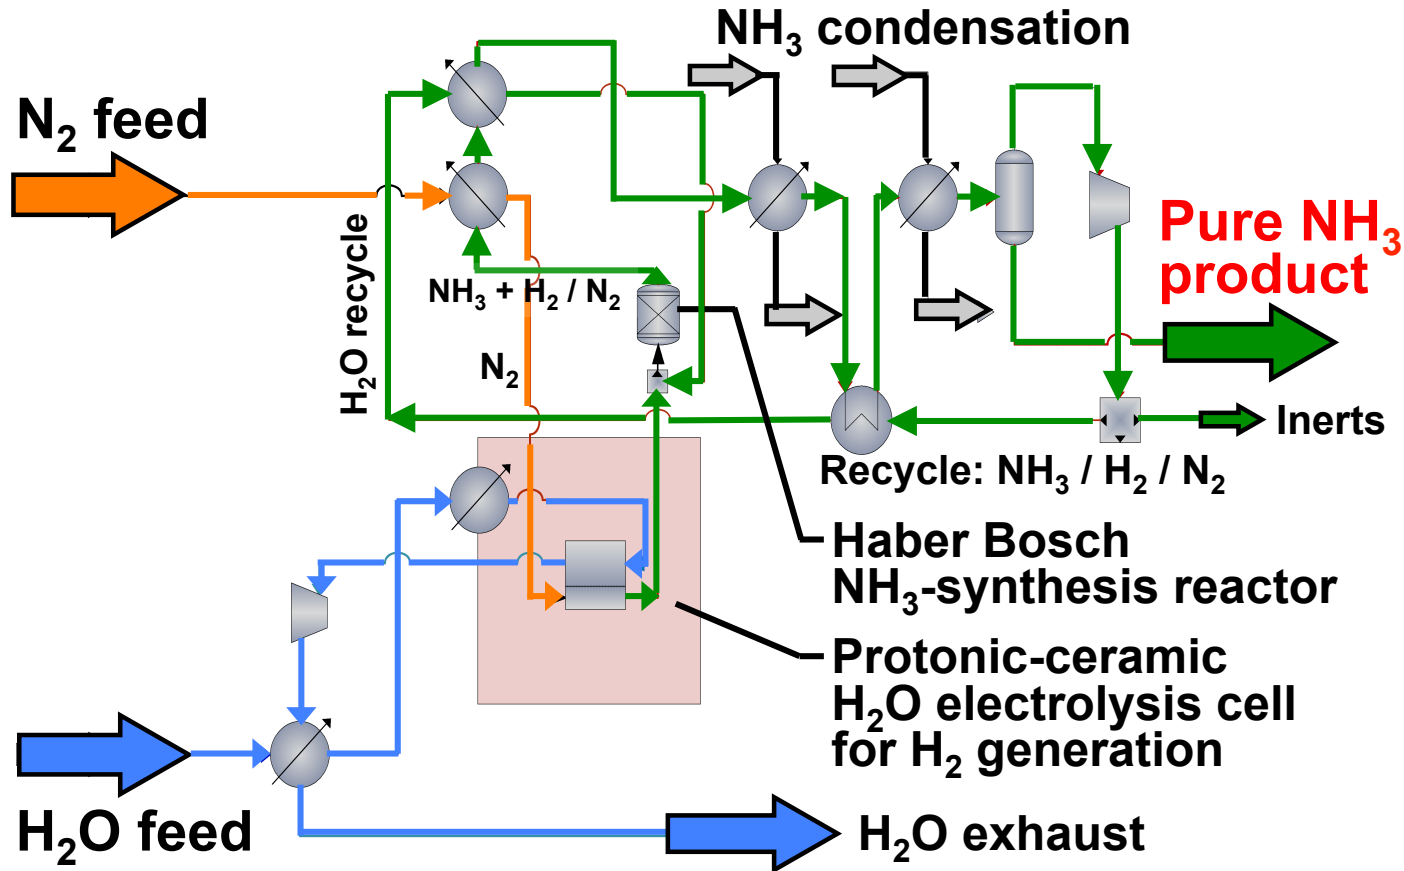 NH₃ condensation
N₂ feed
H₂O recycle
NH₃ + H₂ / N₂
N₂
Pure NH₃
product
Inerts
Recycle: NH₃ / H₂ / N₂
Haber Bosch
NH₃-synthesis reactor
Protonic-ceramic
H₂O electrolysis cell
for H₂ generation
H₂O feed
H₂O exhaust